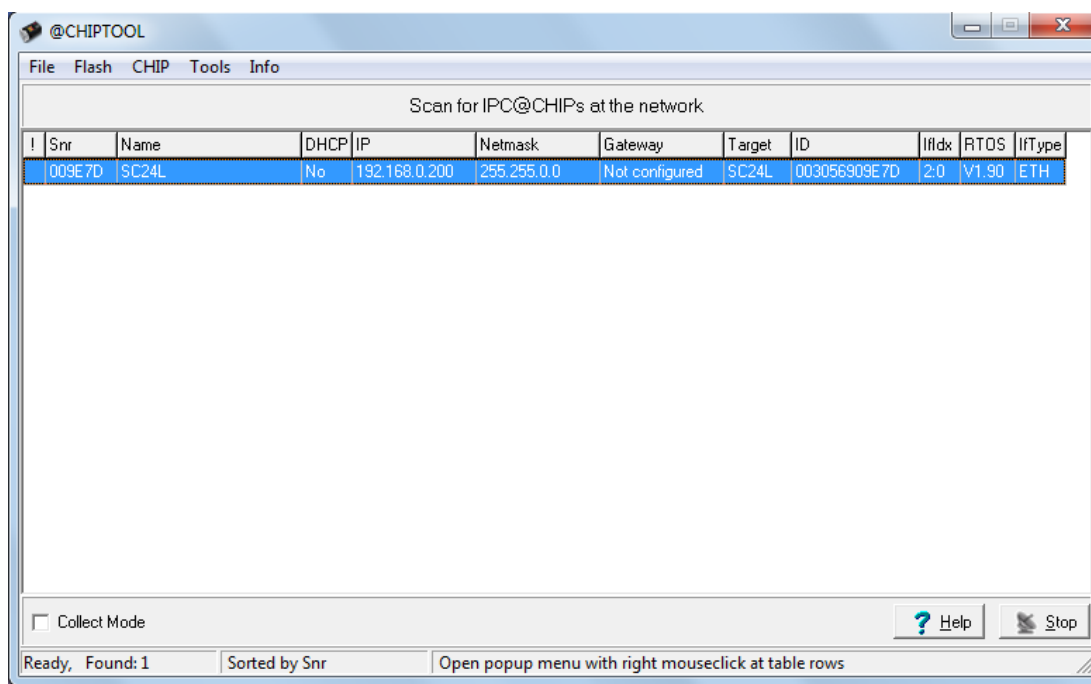 @CHIPTOOL
File Flash CHIP Tools Info
Scan for IPC@CHIPs at the network
! Snr Name DHCP IP Netmask Gateway Target ID IfIdx RTOS IfType
009E7D SC24L No 192.168.0.200 255.255.0.0 Not configured SC24L 003056909E7D 2:0 V1.90 ETH
Collect Mode ? Help Stop
Ready, Found: 1 Sorted by Snr Open popup menu with right mouseclick at table rows